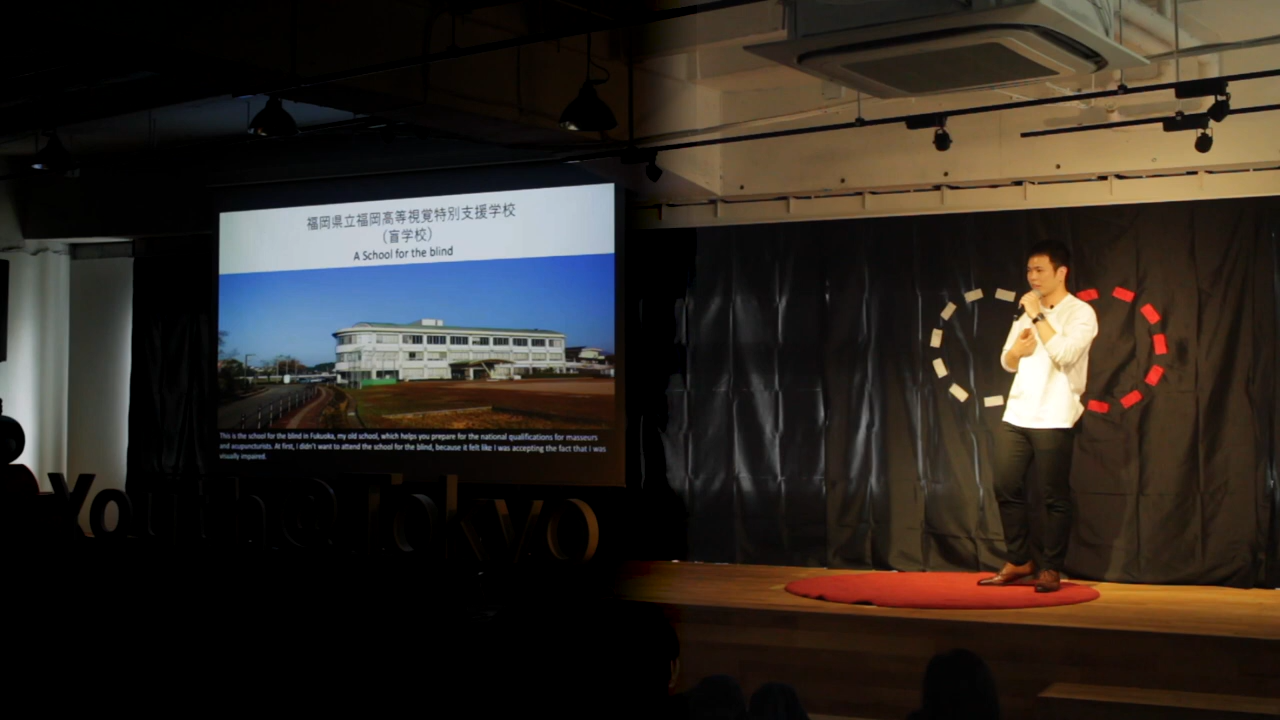 福岡県立福岡高等視覚特別支援学校
（盲学校）
A School for the blind
This is the school for the blind in Fukuoka, my old school, which helps you prepare for the national qualifications for masseurs
and acupuncturists. At first, I didn't want to attend the school for the blind, because it felt like I was accepting the fact that I was
visually impaired.
Youth@Tokyo